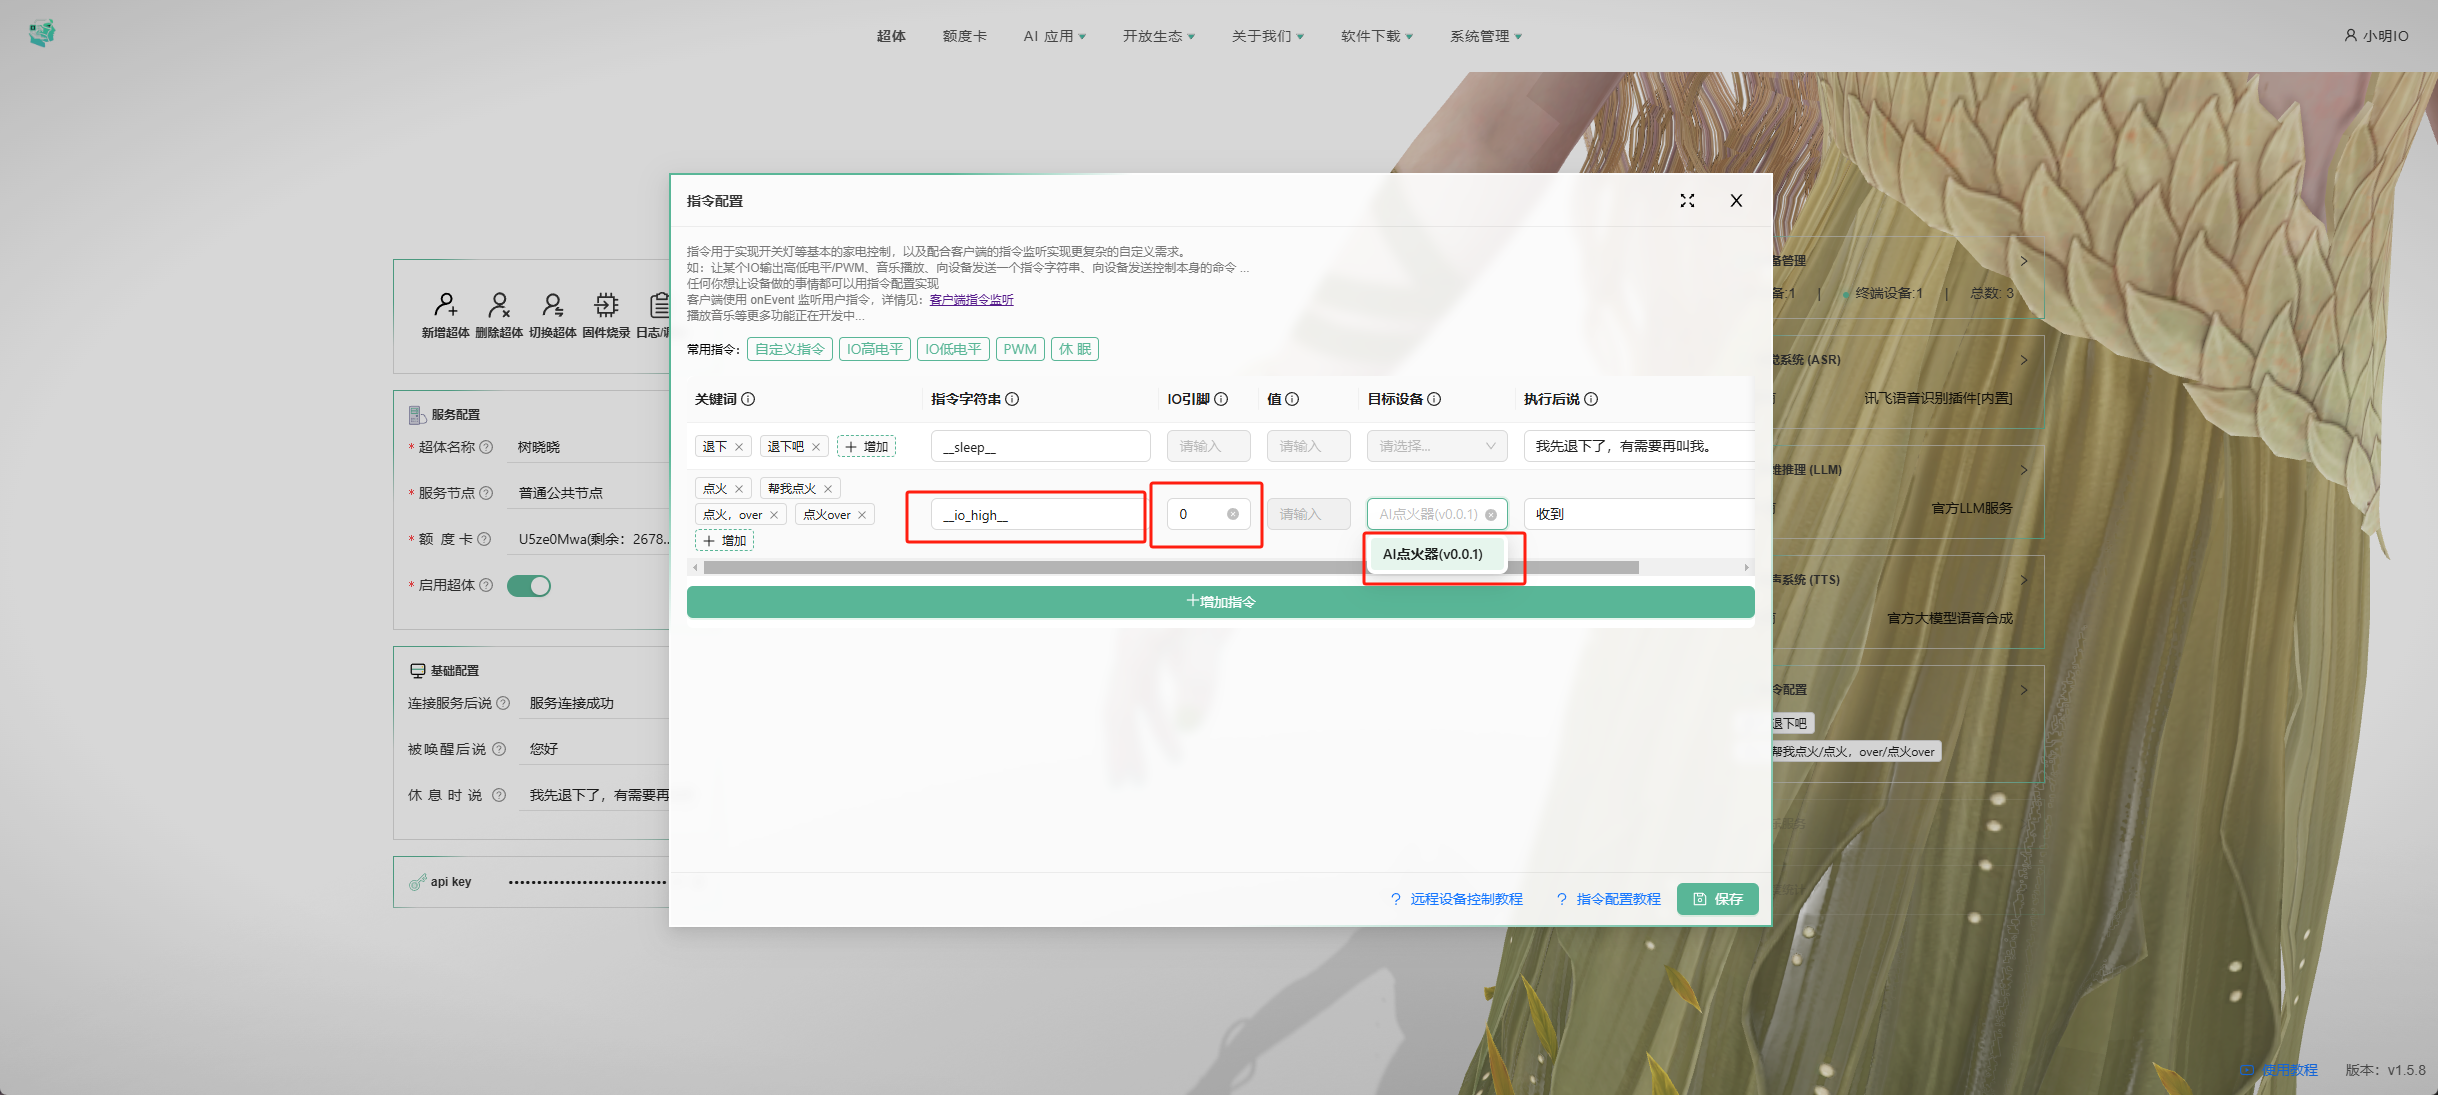 超体 额度卡 AI 应用 开放生态 关于我们 软件下载 系统管理
小明IO
新增超体 删除超体 切换超体 固件烧录 日志/
服务配置
* 超体名称 树晓晓
* 服务节点 普通公共节点
* 额 度 卡 U5ze0Mwa(剩余：2678..
* 启用超体
基础配置
连接服务后说 服务连接成功
被唤醒后说 您好
休 息 时 说 我先退下了，有需要再
api key ••••••••••••••••••••••••••••
指令配置
指令用于实现开关灯等基本的家电控制，以及配合客户端的指令监听实现更复杂的自定义需求。
如：让某个IO输出高低电平/PWM、音乐播放、向设备发送一个指令字符串、向设备发送控制本身的命令 ...
任何你想让设备做的事情都可以用指令配置实现
客户端使用 onEvent 监听用户指令，详情见：客户端指令监听
播放音乐等更多功能正在开发中...
常用指令： 自定义指令 IO高电平 IO低电平 PWM 休 眠
关键词 指令字符串 IO引脚 值 目标设备 执行后说
退下 退下吧 增加 __sleep__ 请输入 请输入 请选择... 我先退下了，有需要再叫我。
点火 帮我点火
点火，over 点火over __io_high__ 0 请输入 AI点火器(v0.0.1) 收到
增加
AI点火器(v0.0.1)
增加指令
? 远程设备控制教程 ? 指令配置教程 保存
备管理
备:1 | 终端设备:1 | 总数: 3
觉系统 (ASR)
讯飞语音识别插件[内置]
维推理 (LLM)
官方LLM服务
声系统 (TTS)
官方大模型语音合成
令配置
退下吧
帮我点火/点火，over/点火over
使用教程 版本：v1.5.8